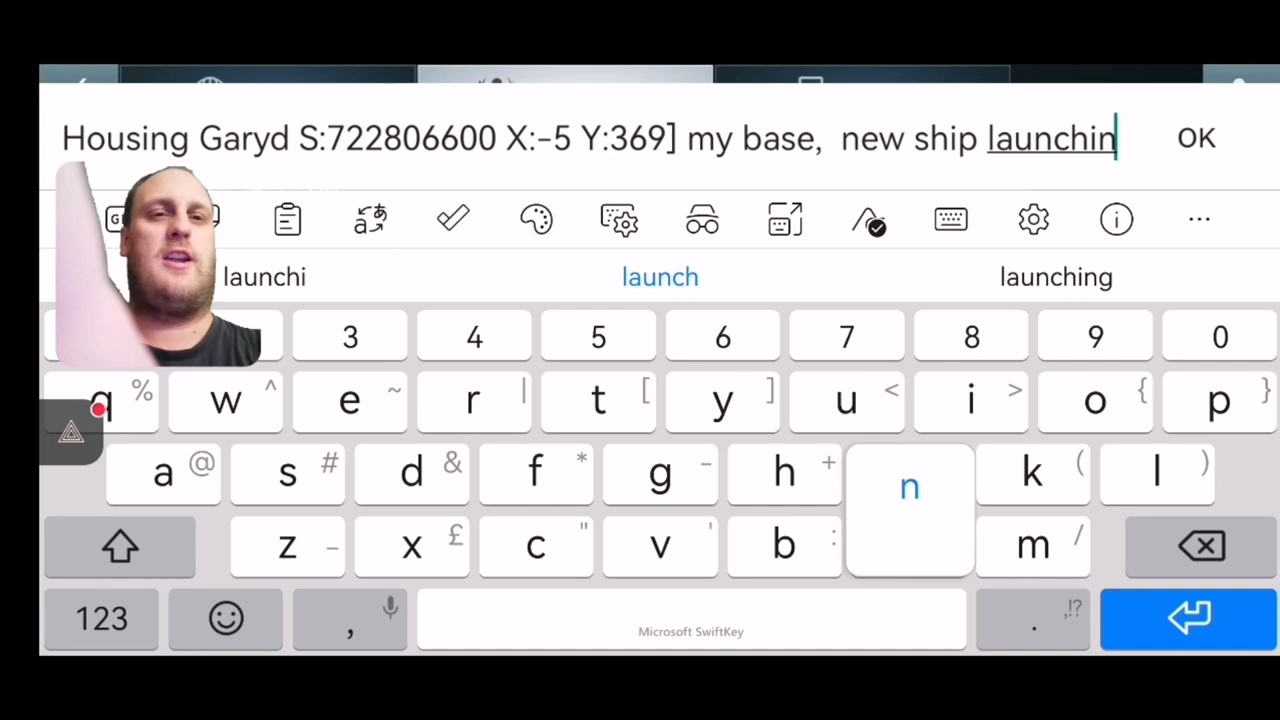 Housing Garyd S:722806600 X:-5 Y:369] my base,  new ship launchin
OK
launchi launch launching
3 4 5 6 7 8 9 0
q % w ^ e ~ r | t [ y ] u < i > o { p }
a @ s # d & f * g - h + n k ( l )
z _ x £ c " v ' b : m /
123 , Microsoft SwiftKey . ,!?